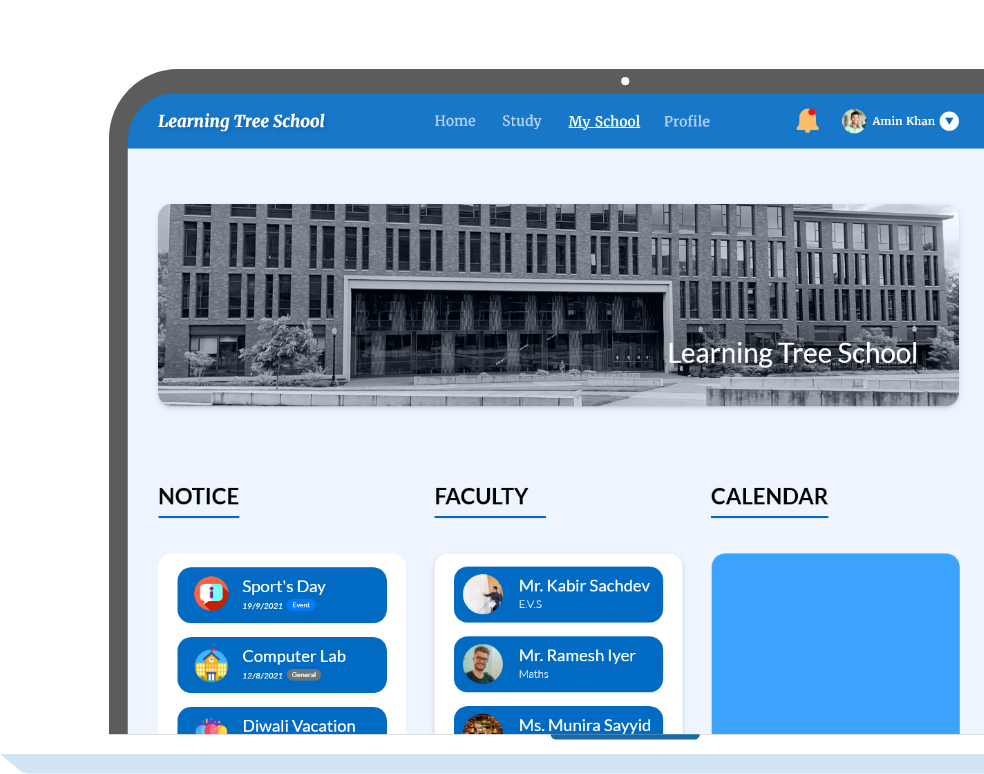 Learning Tree School
Home Study My School Profile
Amin Khan
Learning Tree School
NOTICE
FACULTY
CALENDAR
Sport's Day
19/9/2021 Event
Computer Lab
12/8/2021 General
Diwali Vacation
Mr. Kabir Sachdev
E.V.S
Mr. Ramesh Iyer
Maths
Ms. Munira Sayyid